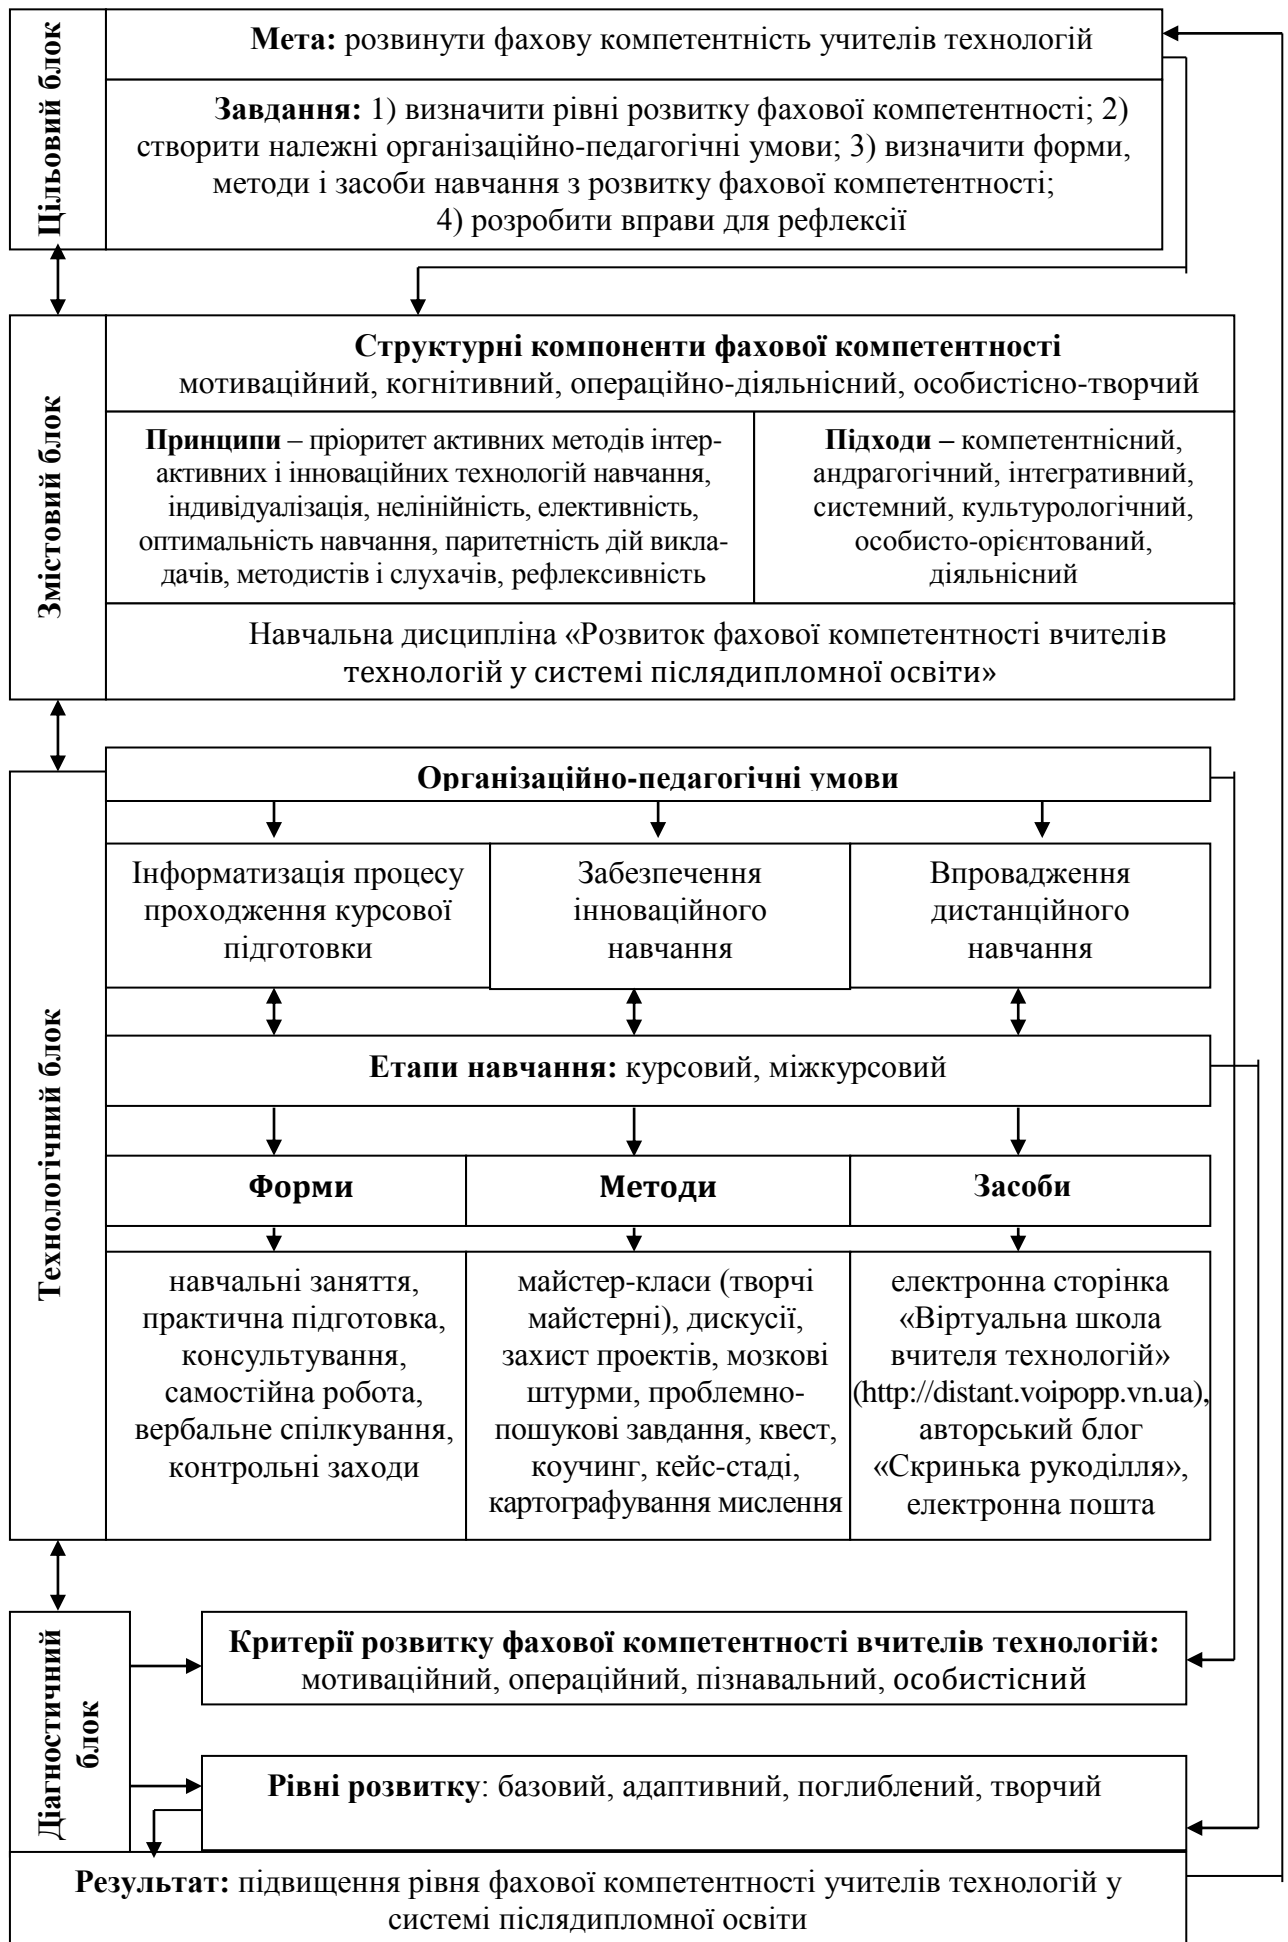 Цільовий блок
Мета: розвинути фахову компетентність учителів технологій
Завдання: 1) визначити рівні розвитку фахової компетентності; 2)
створити належні організаційно-педагогічні умови; 3) визначити форми,
методи і засоби навчання з розвитку фахової компетентності;
4) розробити вправи для рефлексії
Змістовий блок
Структурні компоненти фахової компетентності
мотиваційний, когнітивний, операційно-діяльнісний, особистісно-творчий
Принципи – пріоритет активних методів інтер-
активних і інноваційних технологій навчання,
індивідуалізація, нелінійність, елективність,
оптимальність навчання, паритетність дій викла-
дачів, методистів і слухачів, рефлексивність
Підходи – компетентнісний,
андрагогічний, інтегративний,
системний, культурологічний,
особисто-орієнтований,
діяльнісний
Навчальна дисципліна «Розвиток фахової компетентності вчителів
технологій у системі післядипломної освіти»
Технологічний блок
Організаційно-педагогічні умови
Інформатизація процесу
проходження курсової
підготовки
Забезпечення
інноваційного
навчання
Впровадження
дистанційного
навчання
Етапи навчання: курсовий, міжкурсовий
Форми
Методи
Засоби
навчальні заняття,
практична підготовка,
консультування,
самостійна робота,
вербальне спілкування,
контрольні заходи
майстер-класи (творчі
майстерні), дискусії,
захист проектів, мозкові
штурми, проблемно-
пошукові завдання, квест,
коучинг, кейс-стаді,
картографування мислення
електронна сторінка
«Віртуальна школа
вчителя технологій»
(http://distant.voipopp.vn.ua),
авторський блог
«Скринька рукоділля»,
електронна пошта
Діагностичний
блок
Критерії розвитку фахової компетентності вчителів технологій:
мотиваційний, операційний, пізнавальний, особистісний
Рівні розвитку: базовий, адаптивний, поглиблений, творчий
Результат: підвищення рівня фахової компетентності учителів технологій у
системі післядипломної освіти